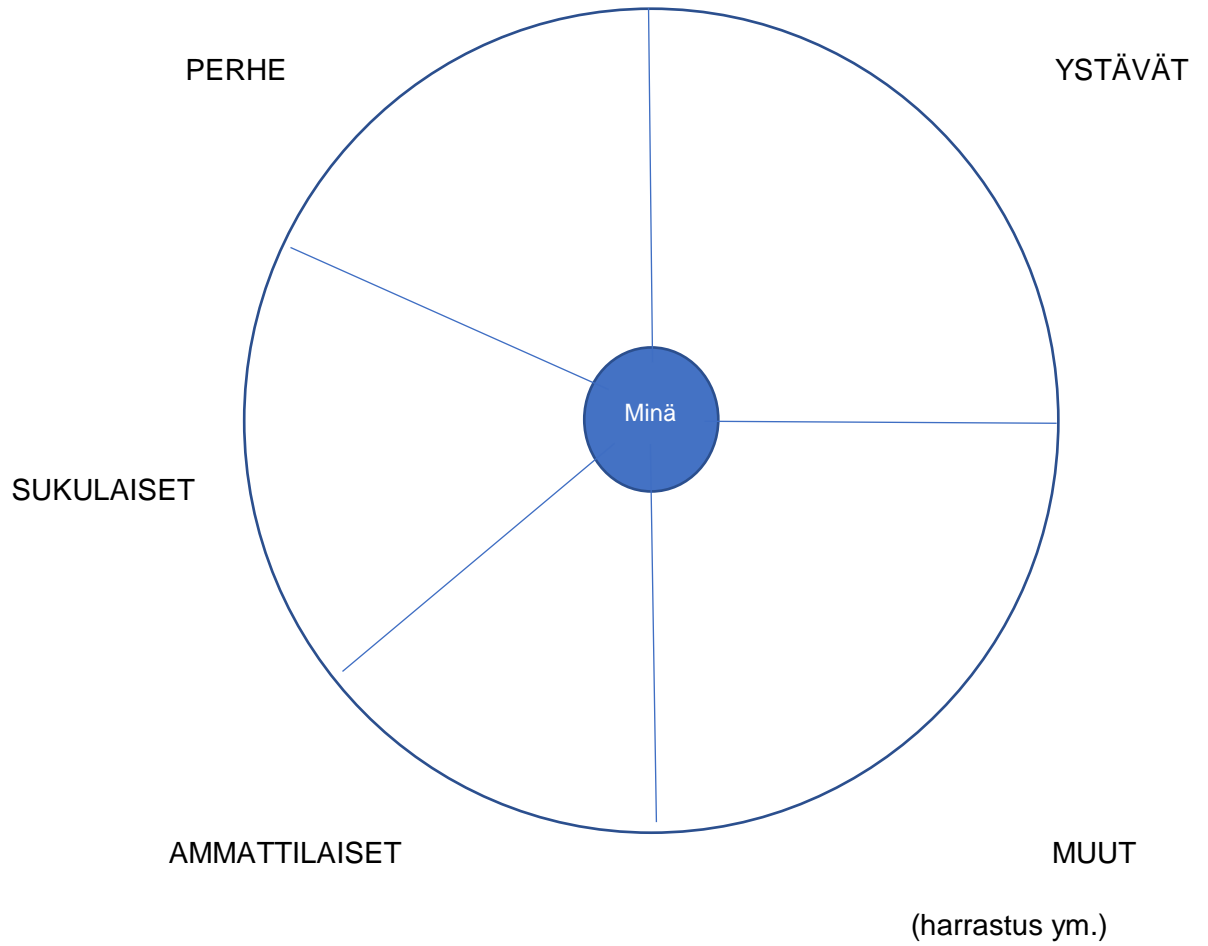 PERHE
YSTÄVÄT
Minä
SUKULAISET
AMMATTILAISET
MUUT
(harrastus ym.)